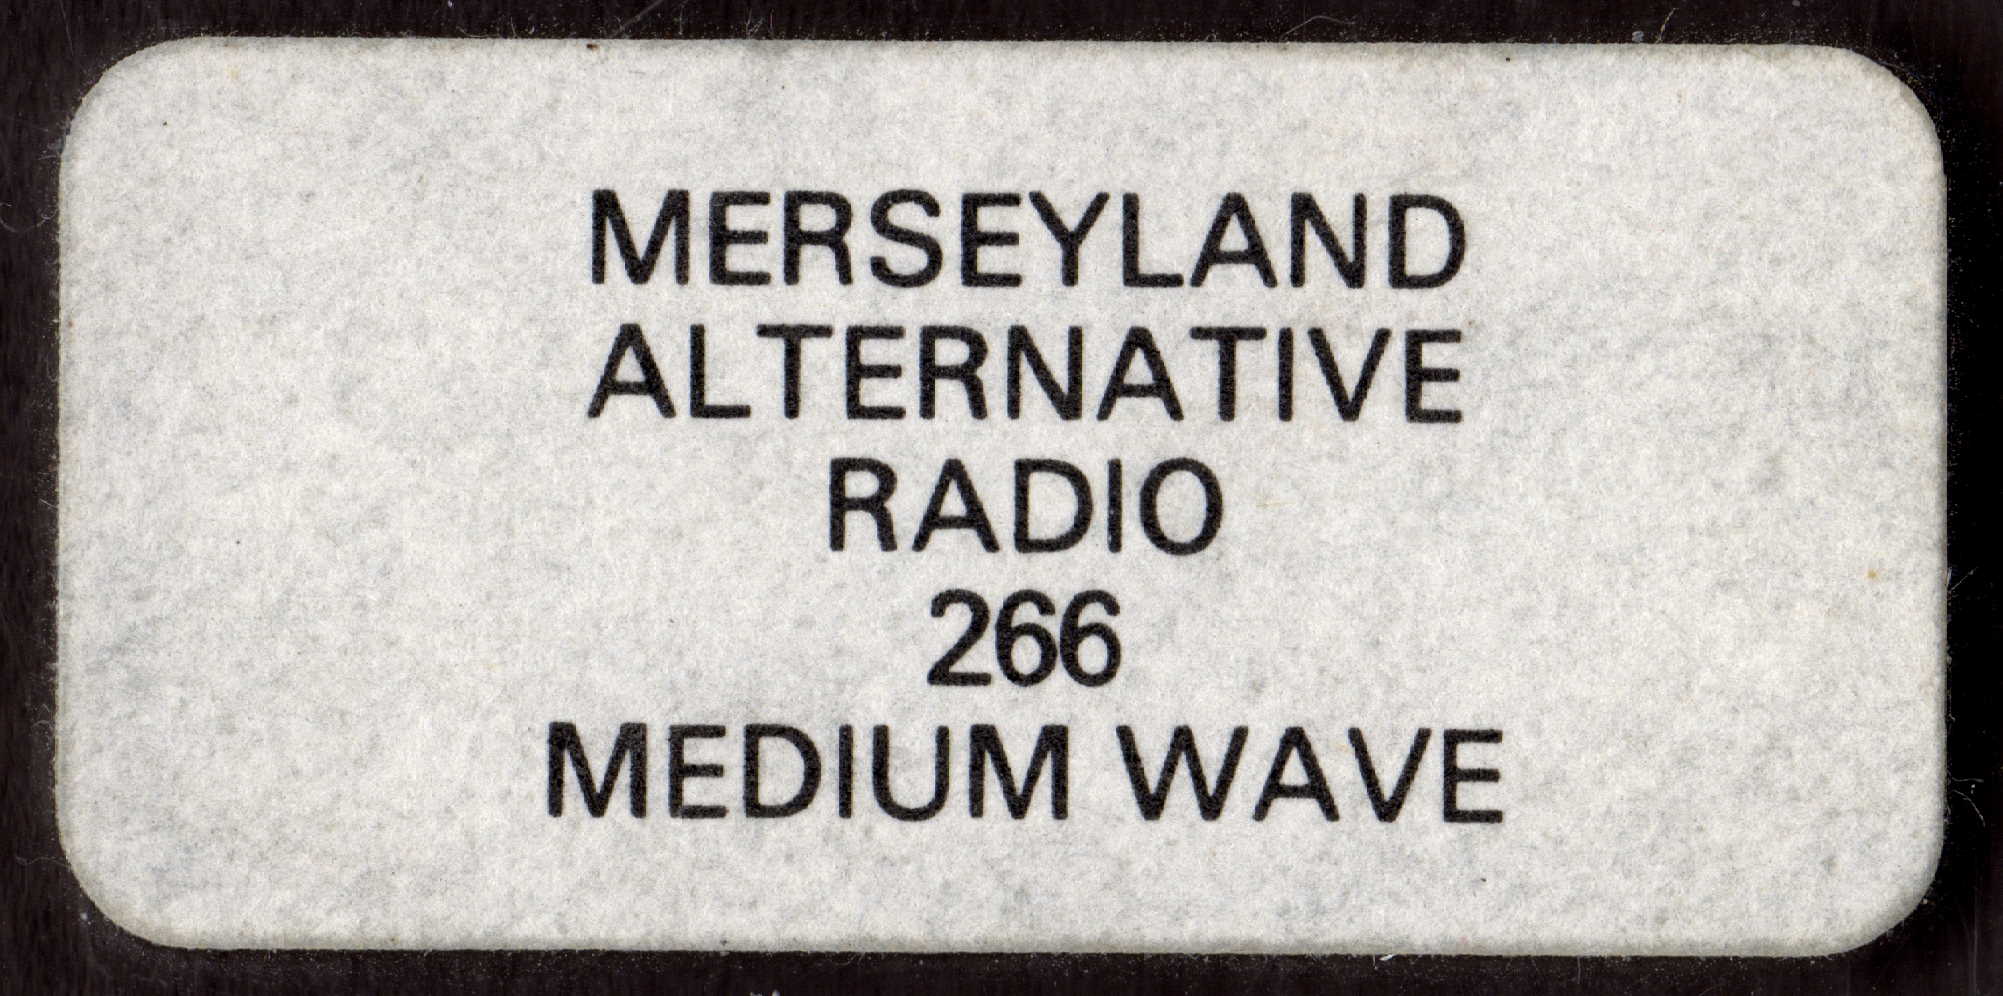 MERSEYLAND
ALTERNATIVE
RADIO
266
MEDIUM WAVE